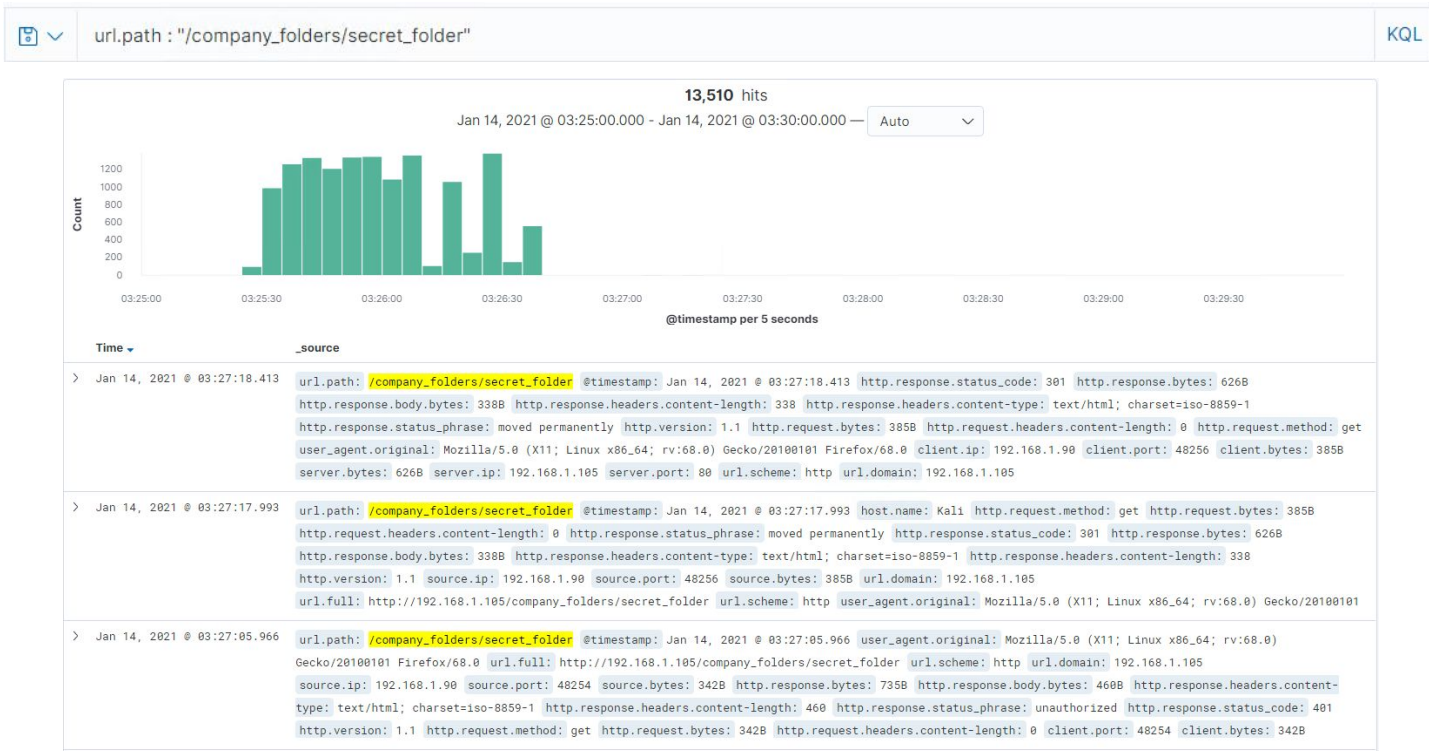 url.path : "/company_folders/secret_folder"
KQL
13,510 hits
Jan 14, 2021 @ 03:25:00.000 - Jan 14, 2021 @ 03:30:00.000 — Auto
Count
1200
1000
800
600
400
200
0
03:25:00 03:25:30 03:26:00 03:26:30 03:27:00 03:27:30 03:28:00 03:28:30 03:29:00 03:29:30
@timestamp per 5 seconds
Time _source
Jan 14, 2021 @ 03:27:18.413 url.path: /company_folders/secret_folder @timestamp: Jan 14, 2021 @ 03:27:18.413 http.response.status_code: 301 http.response.bytes: 626B
http.response.body.bytes: 338B http.response.headers.content-length: 338 http.response.headers.content-type: text/html; charset=iso-8859-1
http.response.status_phrase: moved permanently http.version: 1.1 http.request.bytes: 385B http.request.headers.content-length: 0 http.request.method: get
user_agent.original: Mozilla/5.0 (X11; Linux x86_64; rv:68.0) Gecko/20100101 Firefox/68.0 client.ip: 192.168.1.90 client.port: 48256 client.bytes: 385B
server.bytes: 626B server.ip: 192.168.1.105 server.port: 80 url.scheme: http url.domain: 192.168.1.105
Jan 14, 2021 @ 03:27:17.993 url.path: /company_folders/secret_folder @timestamp: Jan 14, 2021 @ 03:27:17.993 host.name: Kali http.request.method: get http.request.bytes: 385B
http.request.headers.content-length: 0 http.response.status_phrase: moved permanently http.response.status_code: 301 http.response.bytes: 626B
http.response.body.bytes: 338B http.response.headers.content-type: text/html; charset=iso-8859-1 http.response.headers.content-length: 338
http.version: 1.1 source.ip: 192.168.1.90 source.port: 48256 source.bytes: 385B url.domain: 192.168.1.105
url.full: http://192.168.1.105/company_folders/secret_folder url.scheme: http user_agent.original: Mozilla/5.0 (X11; Linux x86_64; rv:68.0) Gecko/20100101
Jan 14, 2021 @ 03:27:05.966 url.path: /company_folders/secret_folder @timestamp: Jan 14, 2021 @ 03:27:05.966 user_agent.original: Mozilla/5.0 (X11; Linux x86_64; rv:68.0)
Gecko/20100101 Firefox/68.0 url.full: http://192.168.1.105/company_folders/secret_folder url.scheme: http url.domain: 192.168.1.105
source.ip: 192.168.1.90 source.port: 48254 source.bytes: 342B http.response.bytes: 735B http.response.body.bytes: 460B http.response.headers.content-
type: text/html; charset=iso-8859-1 http.response.headers.content-length: 460 http.response.status_phrase: unauthorized http.response.status_code: 401
http.version: 1.1 http.request.method: get http.request.bytes: 342B http.request.headers.content-length: 0 client.port: 48254 client.bytes: 342B